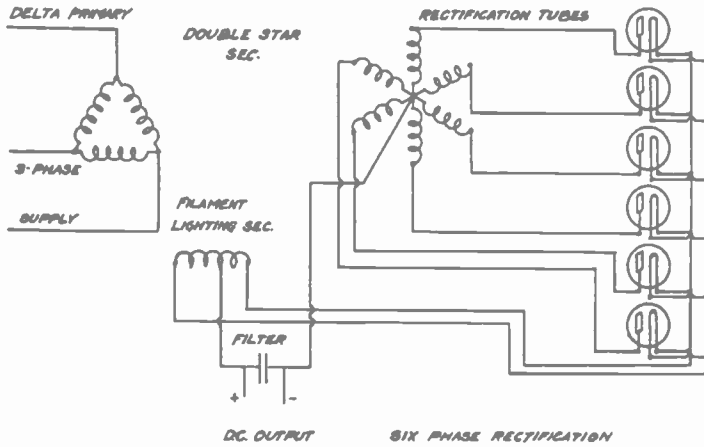 DELTA PRIMARY
DOUBLE STAR
SEC.
RECTIFICATION TUBES
3-PHASE
SUPPLY
FILAMENT
LIGHTING SEC.
FILTER
+ -
D.C. OUTPUT
SIX PHASE RECTIFICATION